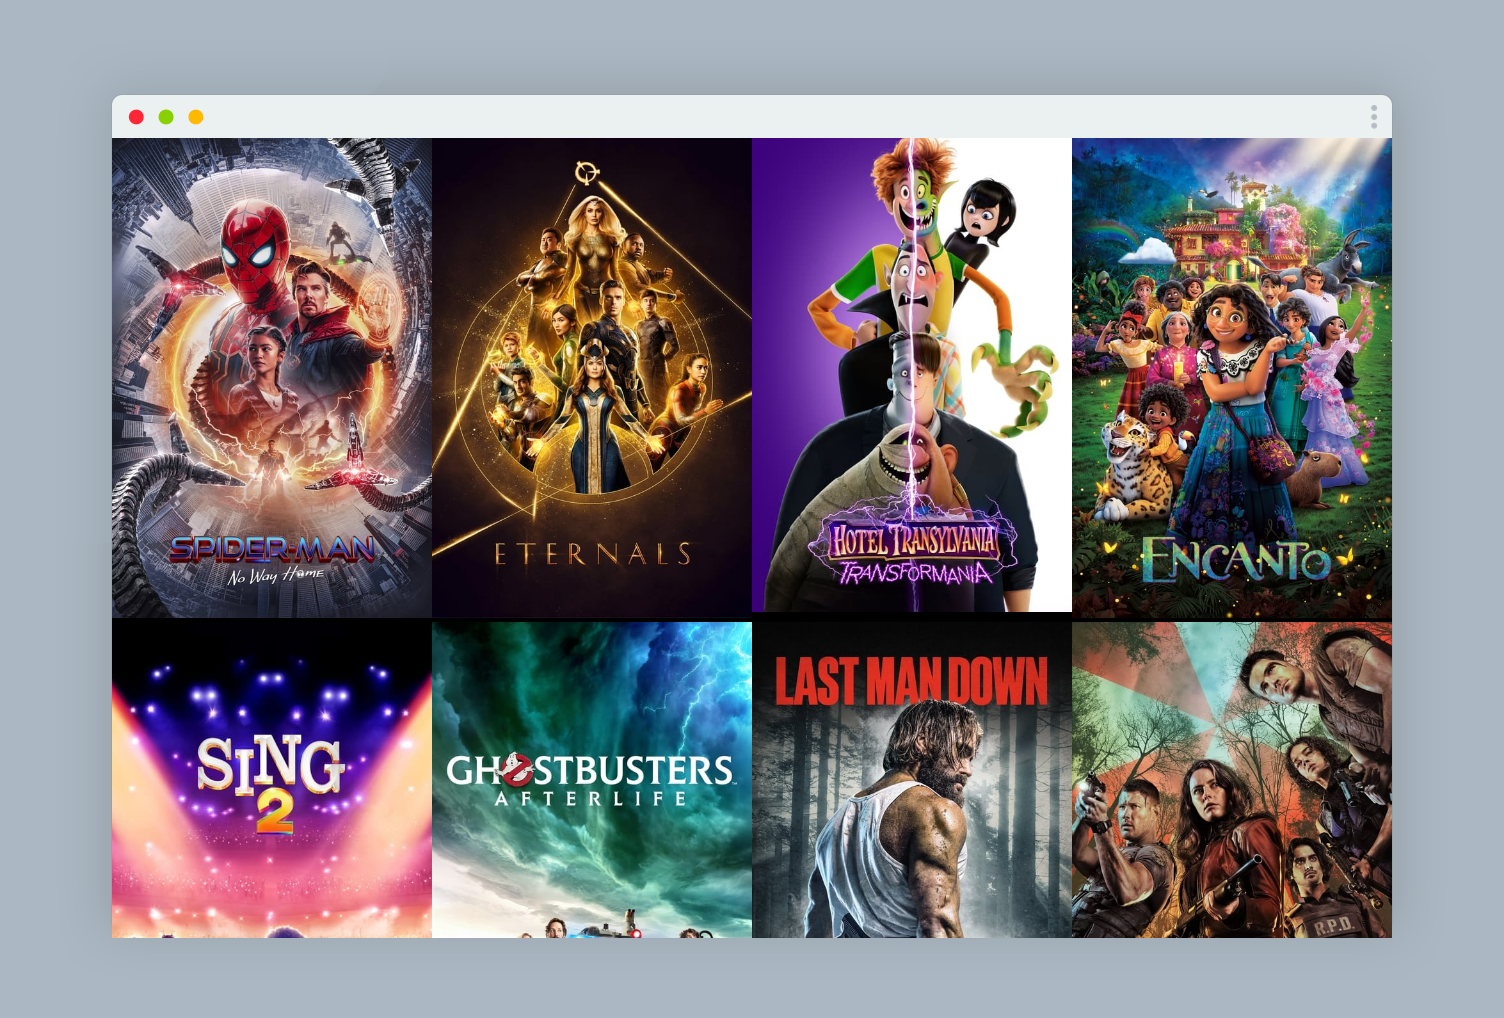 SPIDER-MAN
No Way Home
ETERNALS
HOTEL TRANSYLVANIA
TRANSFORMANIA
ENCANTO
SING
2
GHOSTBUSTERS
AFTERLIFE
LAST MAN DOWN
R.P.D.